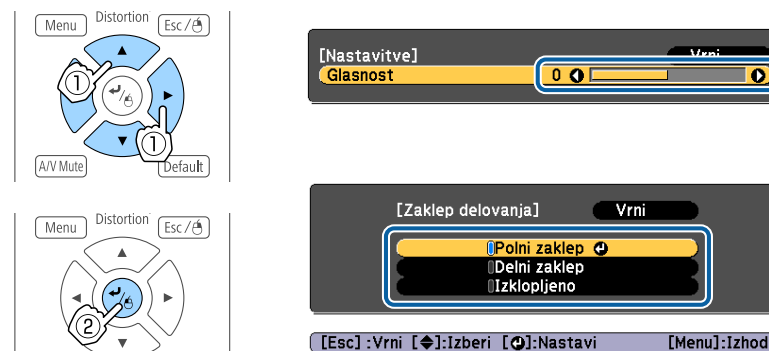 Menu Distortion Esc/
1
1
A/V Mute Default
[Nastavitve] Vrni
Glasnost 0
Menu Distortion Esc/
2
[Zaklep delovanja] Vrni
Polni zaklep
Delni zaklep
Izklopljeno
[Esc] :Vrni [ ]:Izberi [ ]:Nastavi [Menu]:Izhod